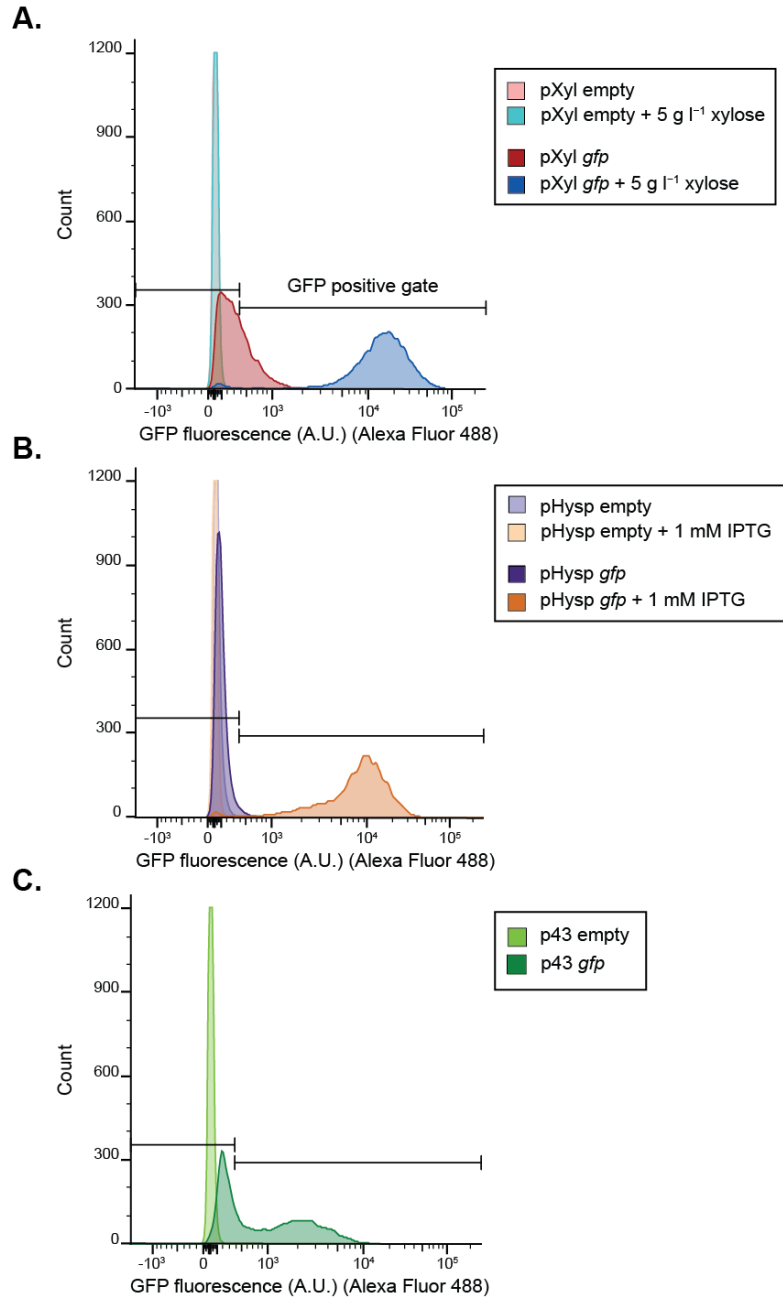 A.
1200
900
600
300
0
Count
GFP positive gate
-10³ 0 10³ 10⁴ 10⁵
GFP fluorescence (A.U.) (Alexa Fluor 488)
pXyl empty
pXyl empty + 5 g l⁻¹ xylose
pXyl gfp
pXyl gfp + 5 g l⁻¹ xylose
B.
1200
900
600
300
0
Count
-10³ 0 10³ 10⁴ 10⁵
GFP fluorescence (A.U.) (Alexa Fluor 488)
pHysp empty
pHysp empty + 1 mM IPTG
pHysp gfp
pHysp gfp + 1 mM IPTG
C.
1200
900
600
300
0
Count
-10³ 0 10³ 10⁴ 10⁵
GFP fluorescence (A.U.) (Alexa Fluor 488)
p43 empty
p43 gfp